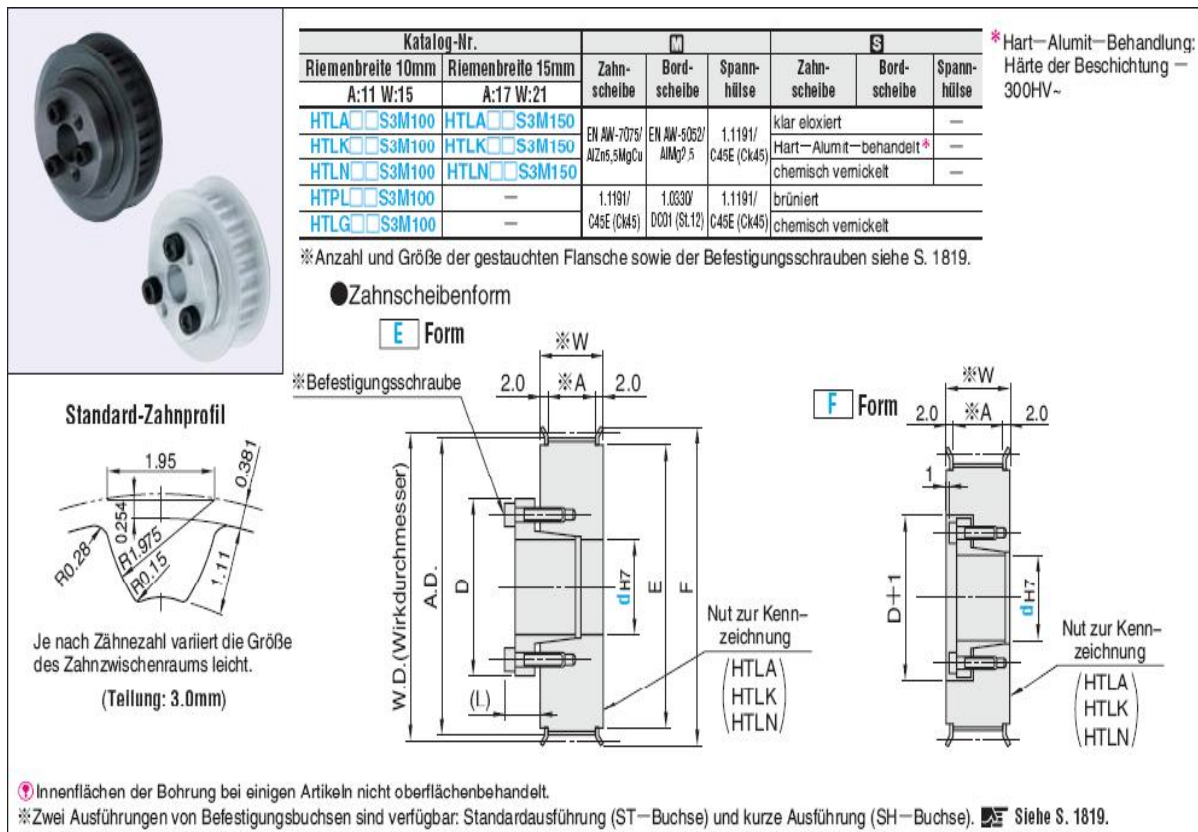 Katalog-Nr. M S
Riemenbreite 10mm Riemenbreite 15mm Zahn-scheibe Bord-scheibe Spann-hülse Zahn-scheibe Bord-scheibe Spann-hülse
A:11 W:15 A:17 W:21
HTLA□□S3M100 HTLA□□S3M150 EN AW-7075/ AlZn5,5MgCu EN AW-5052/ AlMg2,5 1.1191/ C45E (Ck45) klar eloxiert –
HTLK□□S3M100 HTLK□□S3M150 Hart–Alumit–behandelt* –
HTLN□□S3M100 HTLN□□S3M150 chemisch vernickelt –
HTPL□□S3M100 – 1.1191/ C45E (Ck45) 1.0330/ DC01 (St.12) 1.1191/ C45E (Ck45) brüniert
HTLG□□S3M100 – chemisch vernickelt
*Hart–Alumit–Behandlung:
Härte der Beschichtung –
300HV~
※Anzahl und Größe der gestauchten Flansche sowie der Befestigungsschrauben siehe S. 1819.
●Zahnscheibenform
E Form
※W
※Befestigungsschraube
2.0 ※A 2.0
W.D.(Wirkdurchmesser)
A.D.
D
dH7
E
F
(L)
Nut zur Kenn–
zeichnung
(HTLA
HTLK
HTLN)
F Form
※W
2.0 ※A 2.0
1
D+1
dH7
Nut zur Kenn–
zeichnung
(HTLA
HTLK
HTLN)
Standard-Zahnprofil
1.95
0.381
0.254
R0.28
R1.975
R0.15
1.11
Je nach Zähnezahl variiert die Größe
des Zahnzwischenraums leicht.
(Teilung: 3.0mm)
Innenflächen der Bohrung bei einigen Artikeln nicht oberflächenbehandelt.
※Zwei Ausführungen von Befestigungsbuchsen sind verfügbar: Standardausführung (ST–Buchse) und kurze Ausführung (SH–Buchse). Siehe S. 1819.